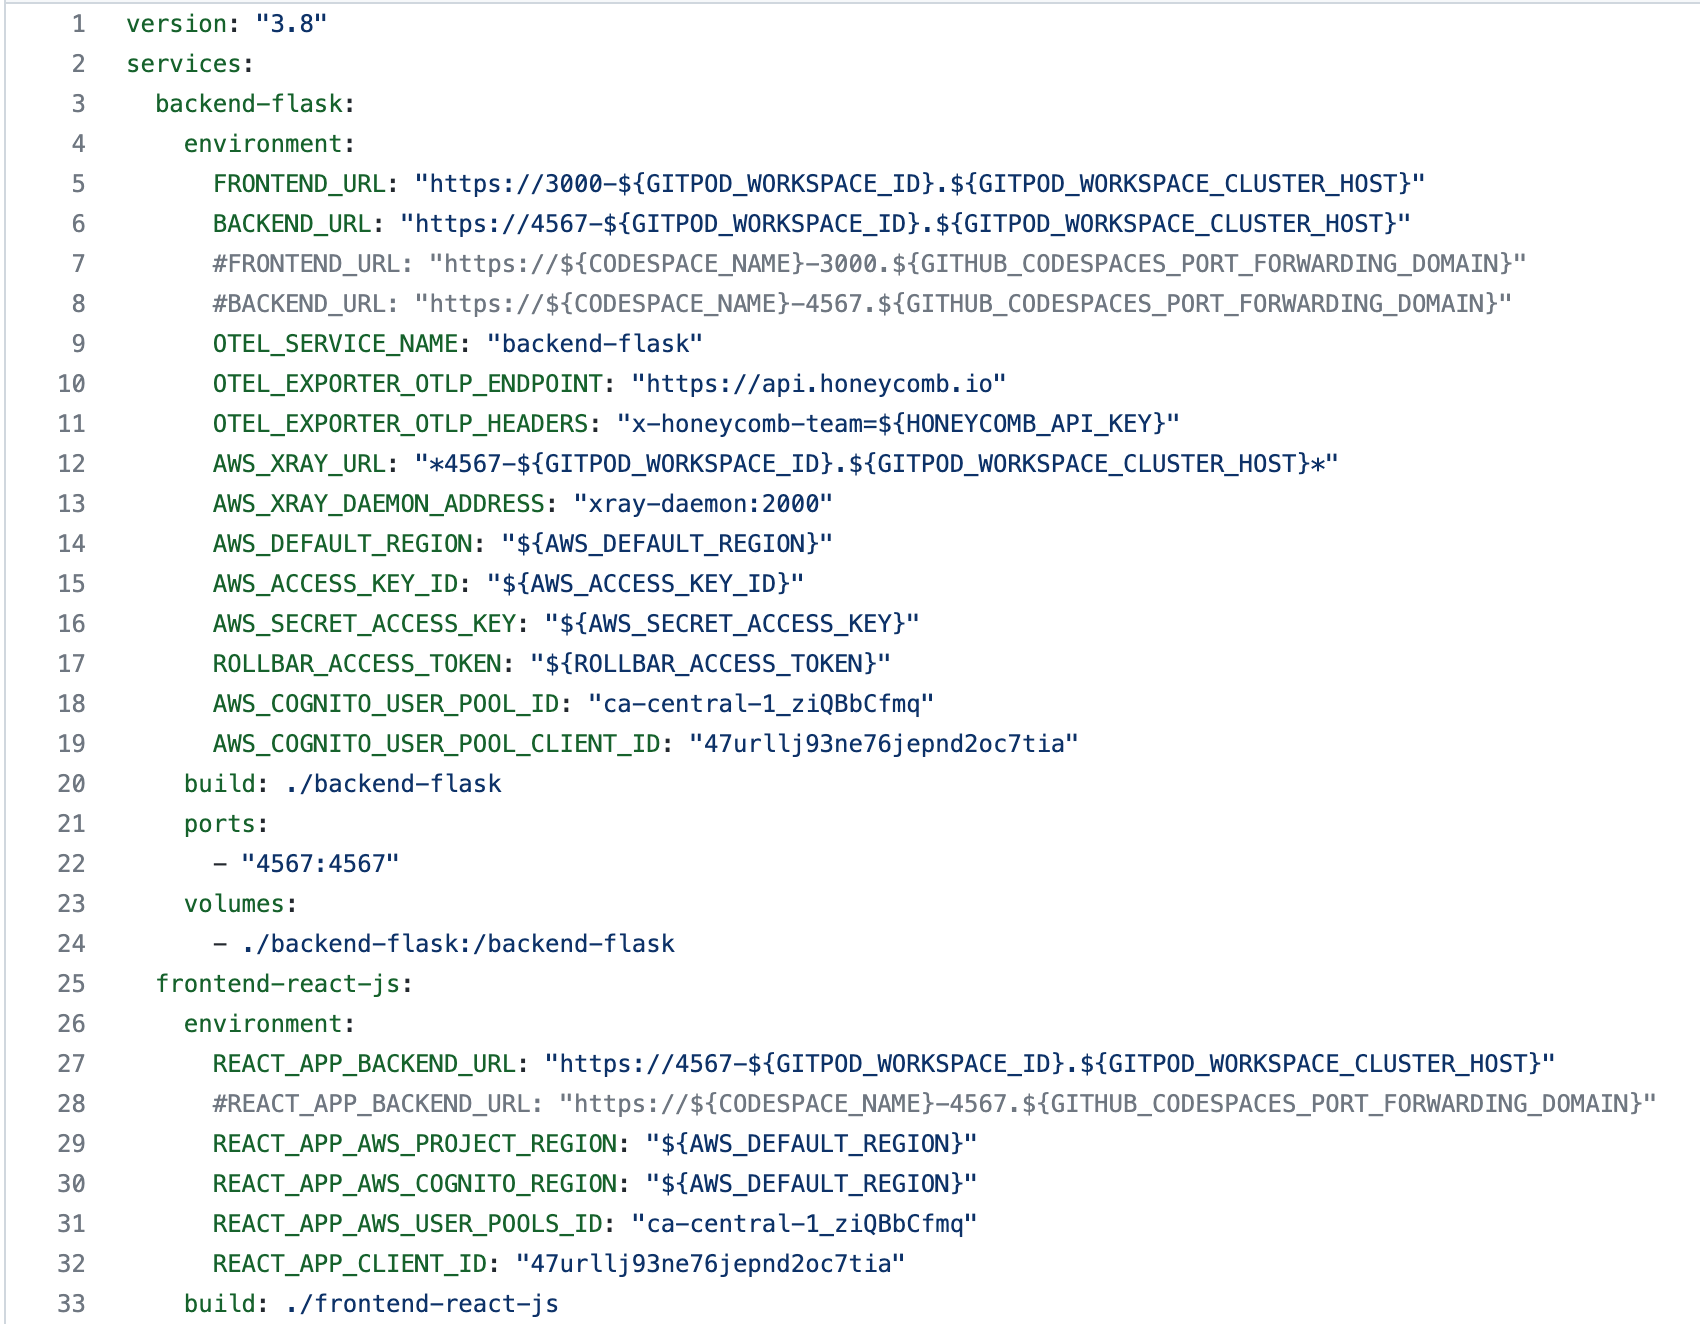 1 version: "3.8"
2 services:
3   backend-flask:
4     environment:
5       FRONTEND_URL: "https://3000-${GITPOD_WORKSPACE_ID}.${GITPOD_WORKSPACE_CLUSTER_HOST}"
6       BACKEND_URL: "https://4567-${GITPOD_WORKSPACE_ID}.${GITPOD_WORKSPACE_CLUSTER_HOST}"
7       #FRONTEND_URL: "https://${CODESPACE_NAME}-3000.${GITHUB_CODESPACES_PORT_FORWARDING_DOMAIN}"
8       #BACKEND_URL: "https://${CODESPACE_NAME}-4567.${GITHUB_CODESPACES_PORT_FORWARDING_DOMAIN}"
9       OTEL_SERVICE_NAME: "backend-flask"
10       OTEL_EXPORTER_OTLP_ENDPOINT: "https://api.honeycomb.io"
11       OTEL_EXPORTER_OTLP_HEADERS: "x-honeycomb-team=${HONEYCOMB_API_KEY}"
12       AWS_XRAY_URL: "*4567-${GITPOD_WORKSPACE_ID}.${GITPOD_WORKSPACE_CLUSTER_HOST}*"
13       AWS_XRAY_DAEMON_ADDRESS: "xray-daemon:2000"
14       AWS_DEFAULT_REGION: "${AWS_DEFAULT_REGION}"
15       AWS_ACCESS_KEY_ID: "${AWS_ACCESS_KEY_ID}"
16       AWS_SECRET_ACCESS_KEY: "${AWS_SECRET_ACCESS_KEY}"
17       ROLLBAR_ACCESS_TOKEN: "${ROLLBAR_ACCESS_TOKEN}"
18       AWS_COGNITO_USER_POOL_ID: "ca-central-1_ziQBbCfmq"
19       AWS_COGNITO_USER_POOL_CLIENT_ID: "47urllj93ne76jepnd2oc7tia"
20     build: ./backend-flask
21     ports:
22       - "4567:4567"
23     volumes:
24       - ./backend-flask:/backend-flask
25   frontend-react-js:
26     environment:
27       REACT_APP_BACKEND_URL: "https://4567-${GITPOD_WORKSPACE_ID}.${GITPOD_WORKSPACE_CLUSTER_HOST}"
28       #REACT_APP_BACKEND_URL: "https://${CODESPACE_NAME}-4567.${GITHUB_CODESPACES_PORT_FORWARDING_DOMAIN}"
29       REACT_APP_AWS_PROJECT_REGION: "${AWS_DEFAULT_REGION}"
30       REACT_APP_AWS_COGNITO_REGION: "${AWS_DEFAULT_REGION}"
31       REACT_APP_AWS_USER_POOLS_ID: "ca-central-1_ziQBbCfmq"
32       REACT_APP_CLIENT_ID: "47urllj93ne76jepnd2oc7tia"
33     build: ./frontend-react-js